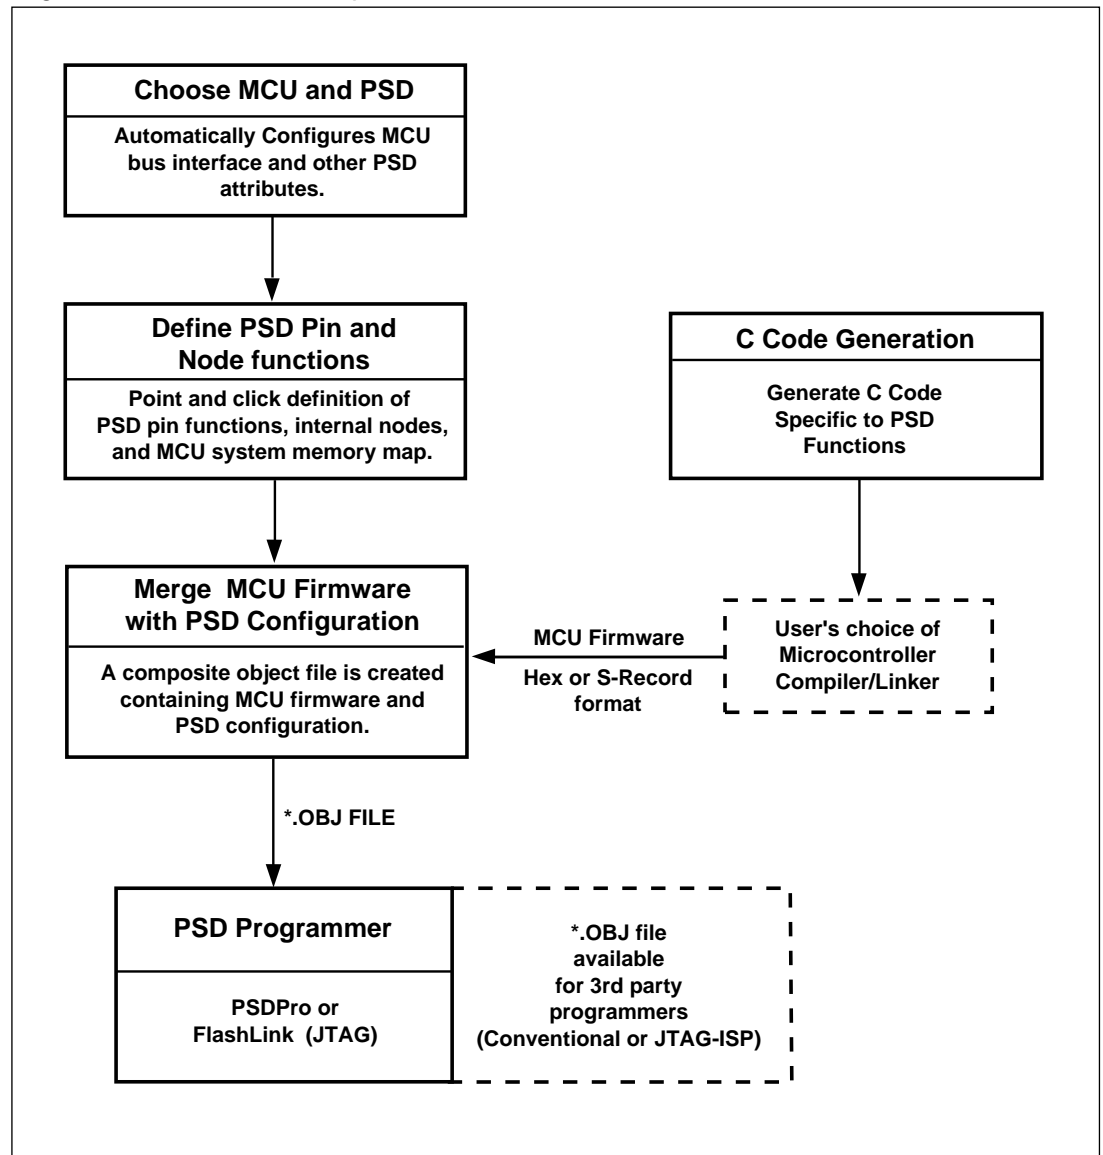 Choose MCU and PSD
Automatically Configures MCU
bus interface and other PSD
attributes.
Define PSD Pin and
Node functions
Point and click definition of
PSD pin functions, internal nodes,
and MCU system memory map.
C Code Generation
Generate C Code
Specific to PSD
Functions
Merge MCU Firmware
with PSD Configuration
A composite object file is created
containing MCU firmware and
PSD configuration.
MCU Firmware
Hex or S-Record
format
User's choice of
Microcontroller
Compiler/Linker
*.OBJ FILE
PSD Programmer
PSDPro or
FlashLink (JTAG)
*.OBJ file
available
for 3rd party
programmers
(Conventional or JTAG-ISP)